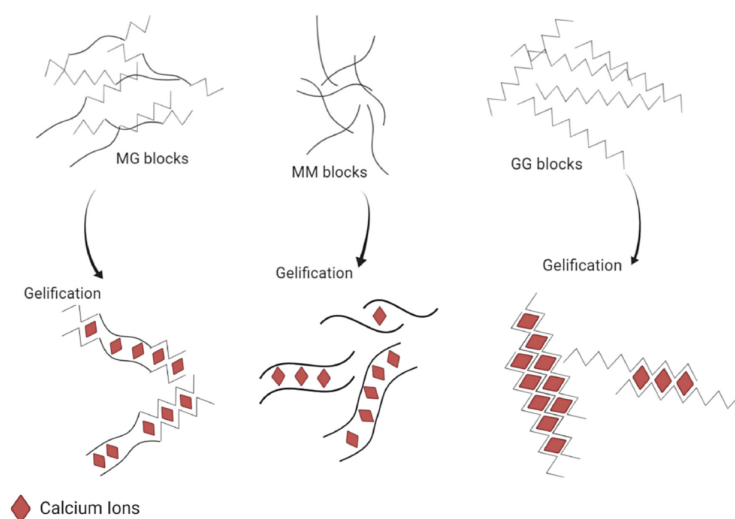 MG blocks
MM blocks
GG blocks
Gelification
Gelification
Gelification
Calcium Ions